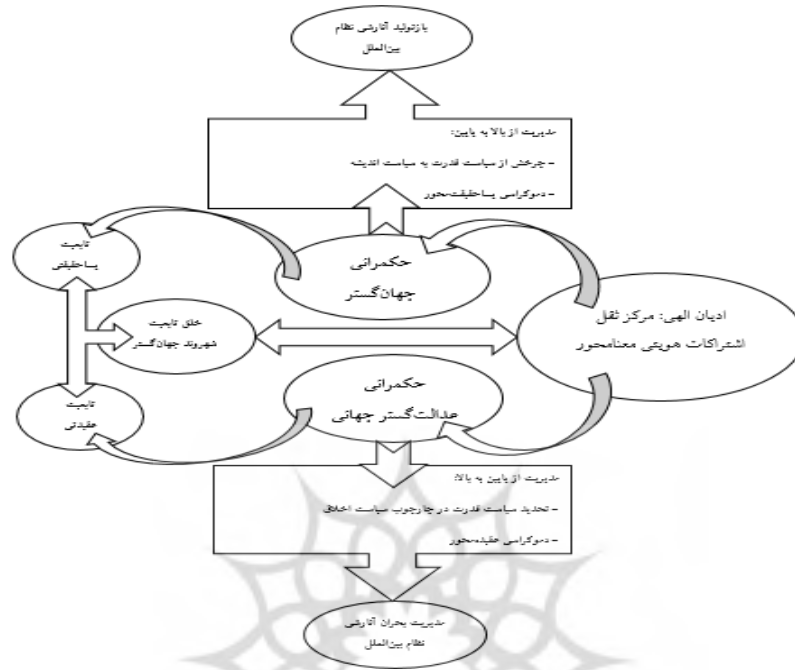 بازتولید آنارشی نظام
بین‌الملل
مدیریت از بالا به پایین:
- چرخش از سیاست قدرت به سیاست اندیشه
- دموکراسی پساحقیقت‌محور
تابعیت
پساحقیقتی
حکمرانی
جهان‌گستر
ادیان الهی: مرکز ثقل
اشتراکات هویتی معنامحور
خلق تابعیت
شهروند جهان‌گستر
حکمرانی
عدالت‌گستر جهانی
تابعیت
عقیدتی
مدیریت از پایین به بالا:
- تحدید سیاست قدرت در چارچوب سیاست اخلاق
- دموکراسی عقیده‌محور
مدیریت بحران آنارشی
نظام بین‌الملل